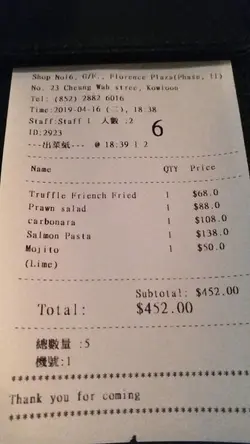 Shop No16, G/F., Florence Plaza(Phase, II)
No. 23 Cheung Wah stree, Kowloon
Tel: (852) 2882 6016
Time:2019-04-16 (二), 18:38
Staff:Staff 1 人數 :2
6
ID:2923
---出菜紙--- @ 18:39 1 2
Name QTY Price
Truffle Friench Fried 1 $68.0
Prawn salad 1 $88.0
carbonara 1 $108.0
Salmon Pasta 1 $138.0
Mojito 1 $50.0
(Lime)
Subtotal: $452.00
Total: $452.00
總數量 :5
機號:1
Thank you for coming